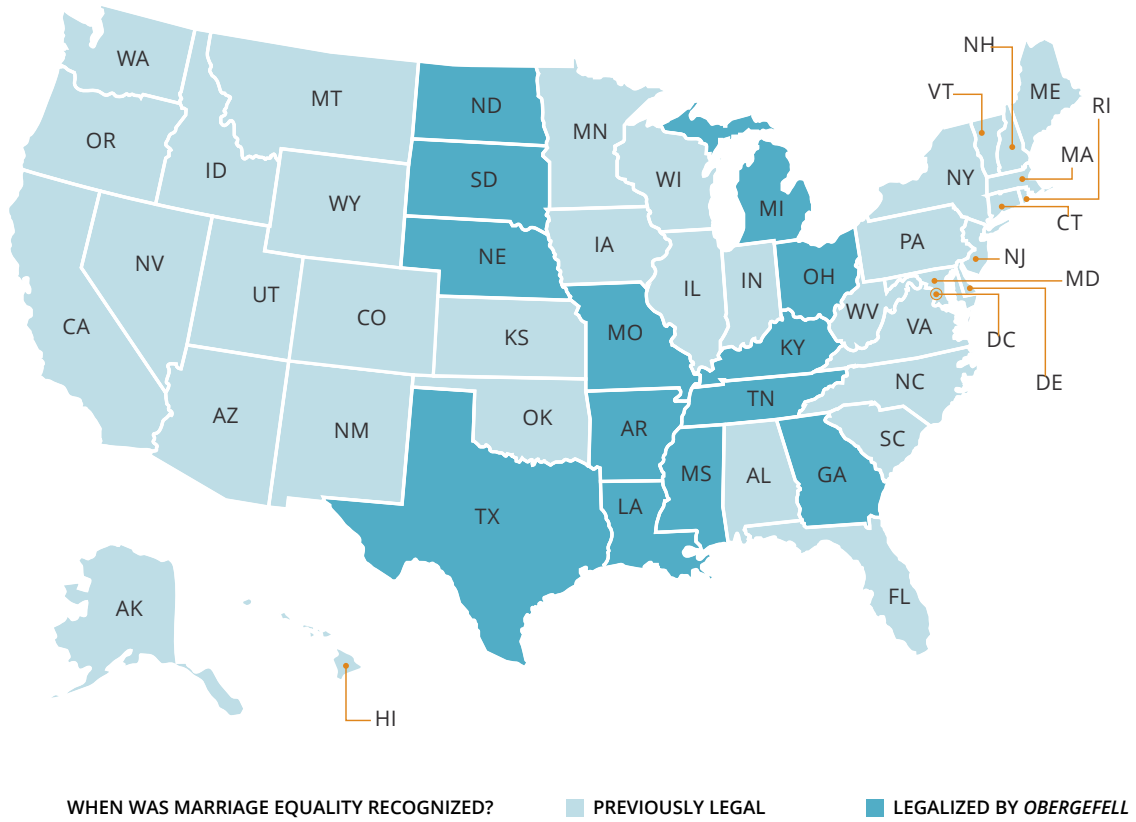 WA
MT
ND
MN
OR
ID
SD
WI
MI
NY
ME
NH
VT
RI
MA
CT
WY
NE
IA
PA
NJ
NV
UT
CO
KS
MO
IL
IN
OH
WV
VA
MD
DC
DE
CA
AZ
NM
OK
AR
KY
TN
NC
SC
TX
LA
MS
AL
GA
FL
AK
HI
WHEN WAS MARRIAGE EQUALITY RECOGNIZED?
PREVIOUSLY LEGAL
LEGALIZED BY OBERGEFELL